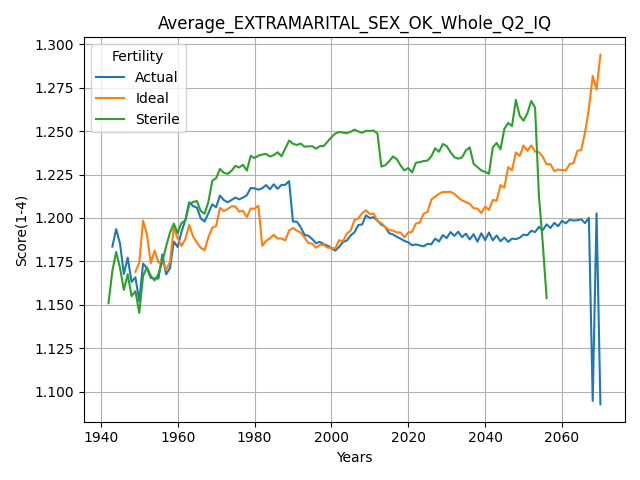 Average_EXTRAMARITAL_SEX_OK_Whole_Q2_IQ
Score(1-4)
1.300
1.275
1.250
1.225
1.200
1.175
1.150
1.125
1.100
Fertility
Actual
Ideal
Sterile
1940 1960 1980 2000 2020 2040 2060
Years